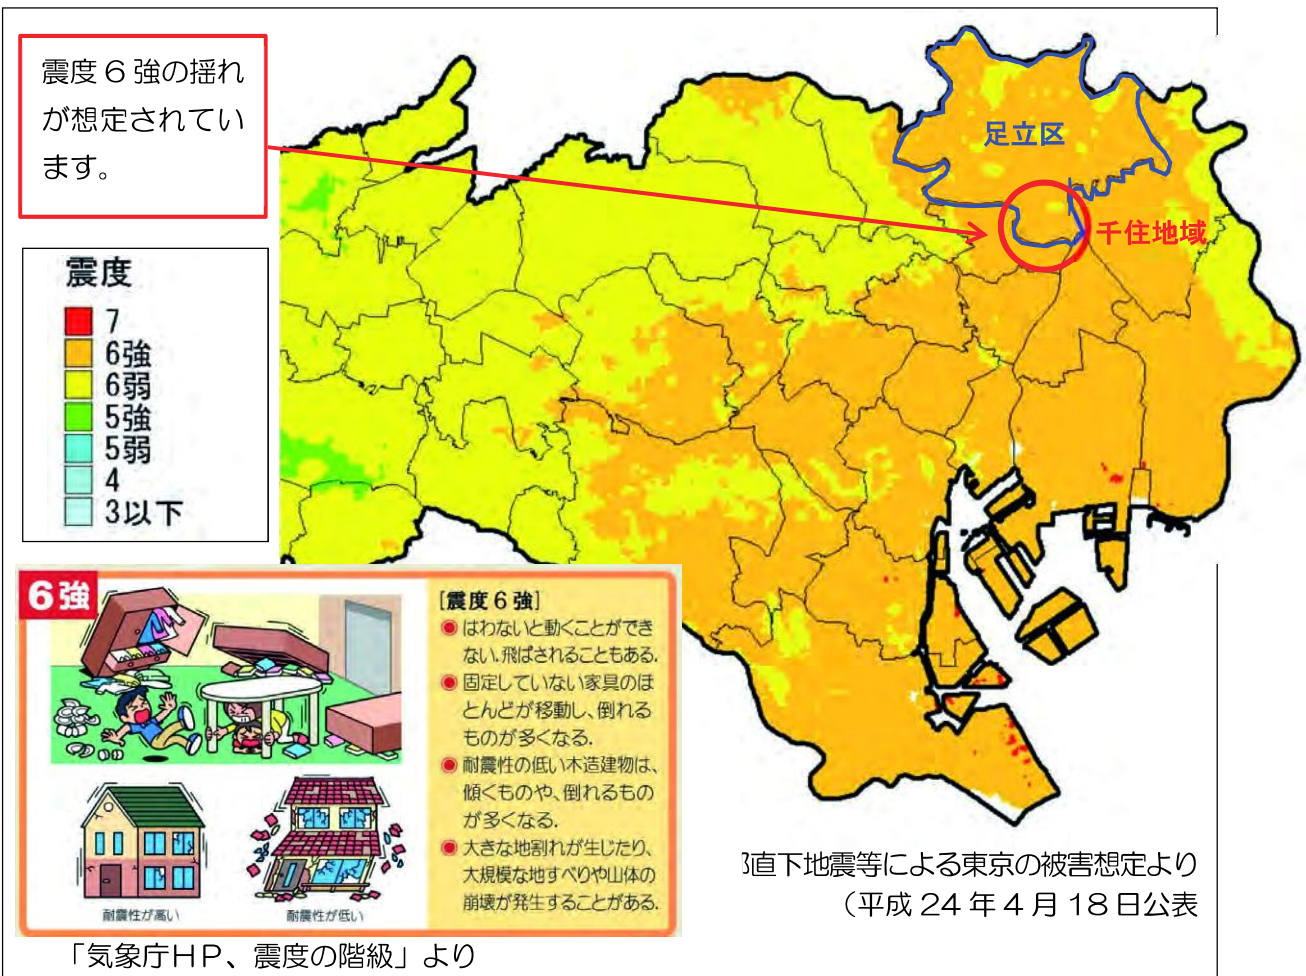 震度6強の揺れ
が想定されてい
ます。
足立区
千住地域
震度
7
6強
6弱
5強
5弱
4
3以下
6強
[震度6強]
はわないと動くことができ
ない。飛ばされることもある。
固定していない家具のほ
とんどが移動し、倒れる
ものが多くなる。
耐震性の低い木造建物は、
傾くものや、倒れるもの
が多くなる。
大きな地割れが生じたり、
大規模な地すべりや山体の
崩壊が発生することがある。
耐震性が高い
耐震性が低い
直下地震等による東京の被害想定より
（平成24年4月18日公表
「気象庁HP、震度の階級」より